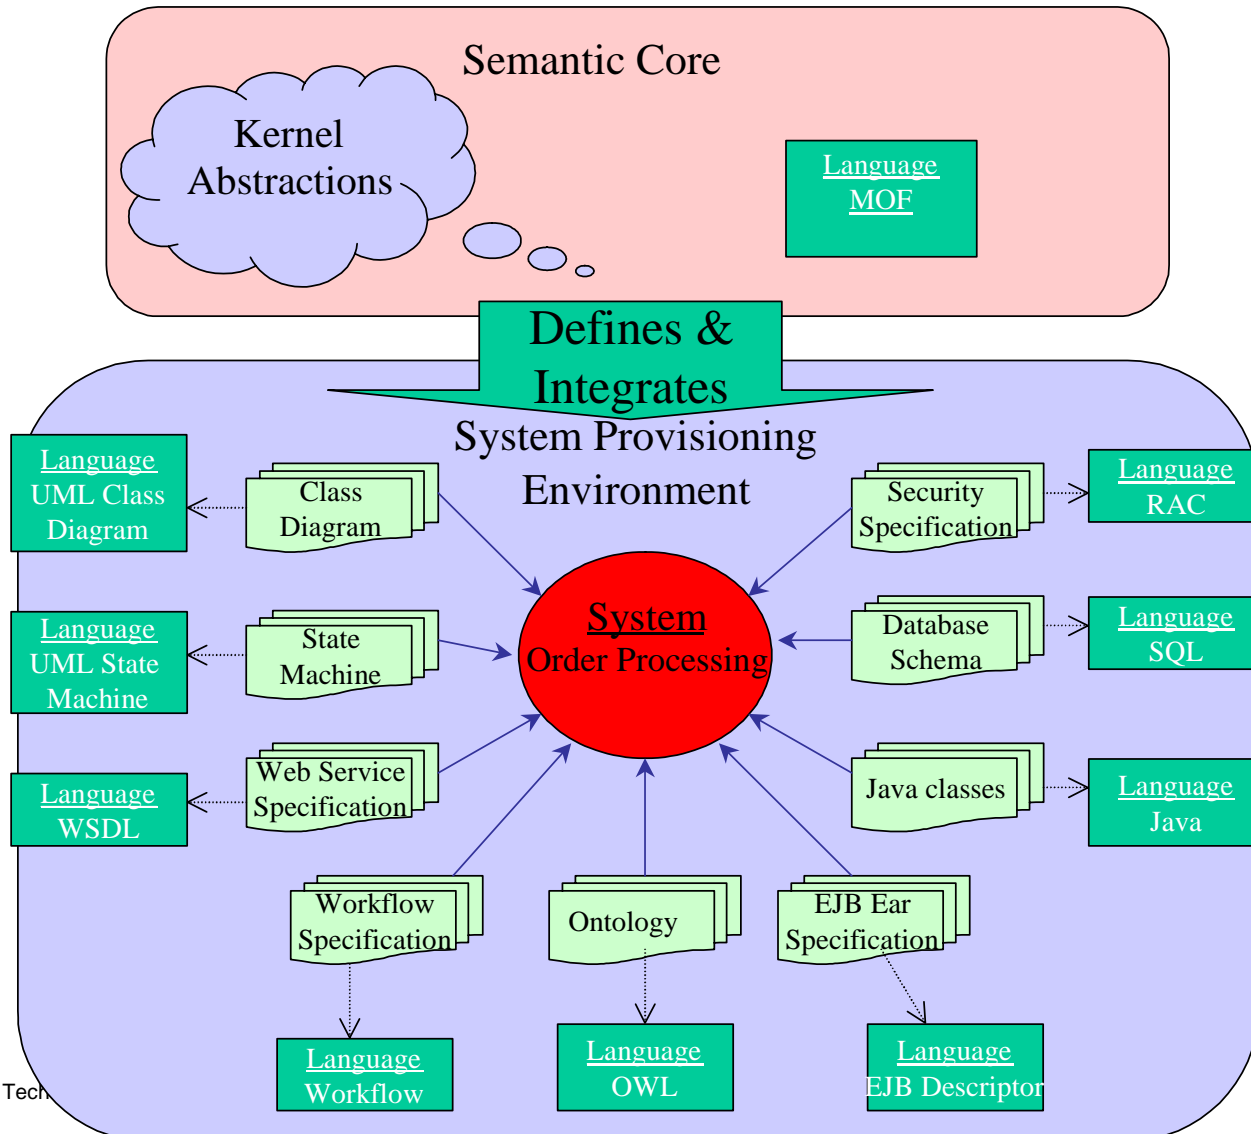 Semantic Core
Kernel
Abstractions
Language
MOF
Defines &
Integrates
System Provisioning
Environment
Language
UML Class
Diagram
Class
Diagram
Security
Specification
Language
RAC
Language
UML State
Machine
State
Machine
System
Order Processing
Database
Schema
Language
SQL
Language
WSDL
Web Service
Specification
Java classes
Language
Java
Workflow
Specification
Ontology
EJB Ear
Specification
Language
Workflow
Language
OWL
Language
EJB Descriptor
Tech